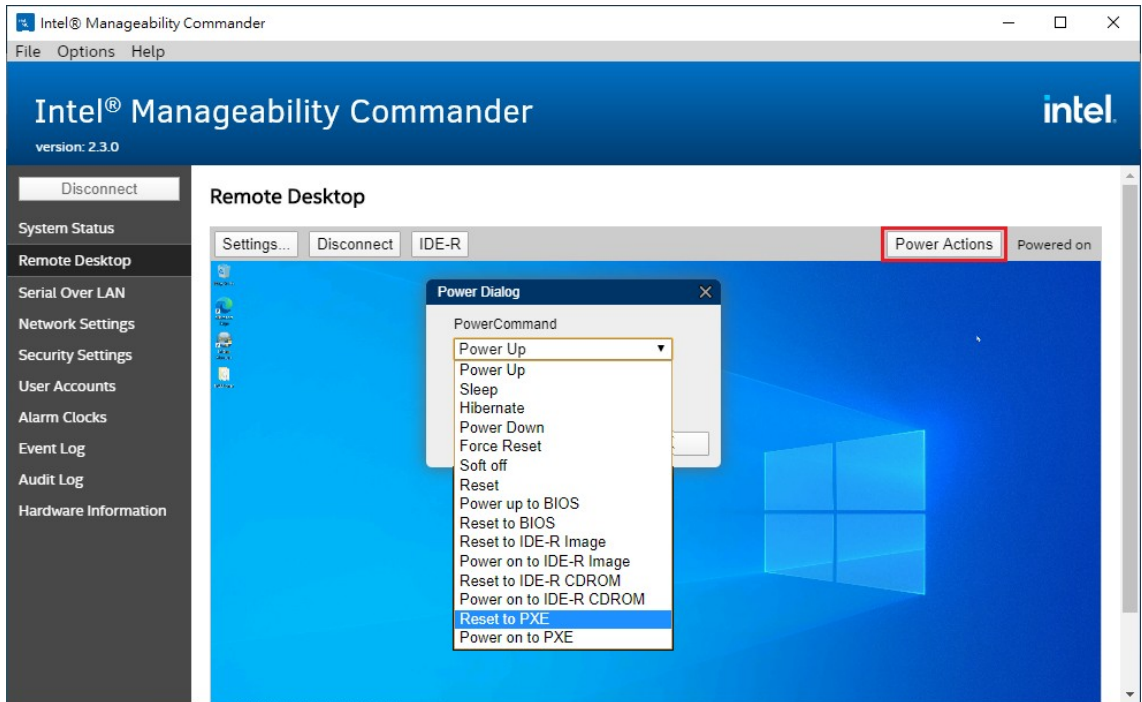 Intel® Manageability Commander
File Options Help
Intel® Manageability Commander
intel.
version: 2.3.0
Disconnect
System Status
Remote Desktop
Serial Over LAN
Network Settings
Security Settings
User Accounts
Alarm Clocks
Event Log
Audit Log
Hardware Information
Remote Desktop
Settings... Disconnect IDE-R Power Actions Powered on
Power Dialog
PowerCommand
Power Up
Power Up
Sleep
Hibernate
Power Down
Force Reset
Soft off
Reset
Power up to BIOS
Reset to BIOS
Reset to IDE-R Image
Power on to IDE-R Image
Reset to IDE-R CDROM
Power on to IDE-R CDROM
Reset to PXE
Power on to PXE